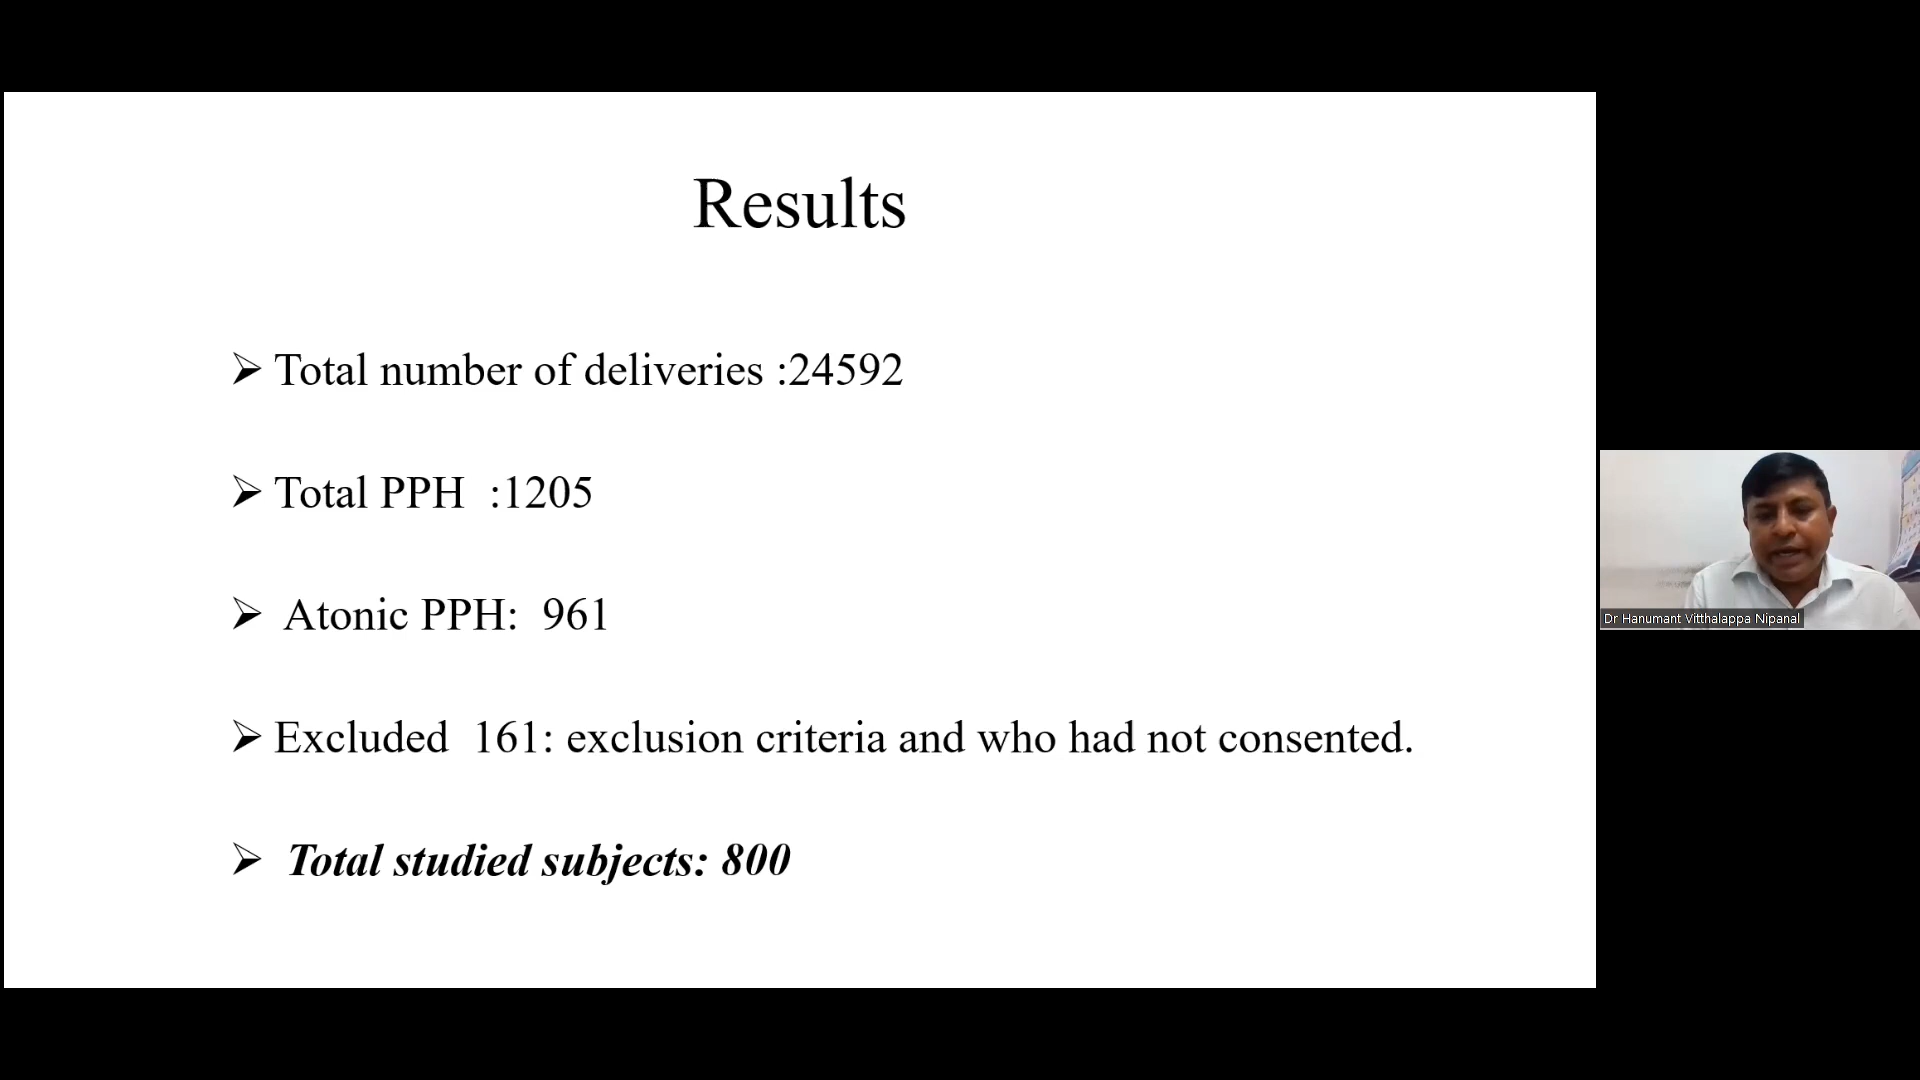 Results
➢ Total number of deliveries :24592
➢ Total PPH :1205
➢ Atonic PPH: 961
➢ Excluded 161: exclusion criteria and who had not consented.
➢ Total studied subjects: 800
Dr Hanumant Vitthalappa Nipanal